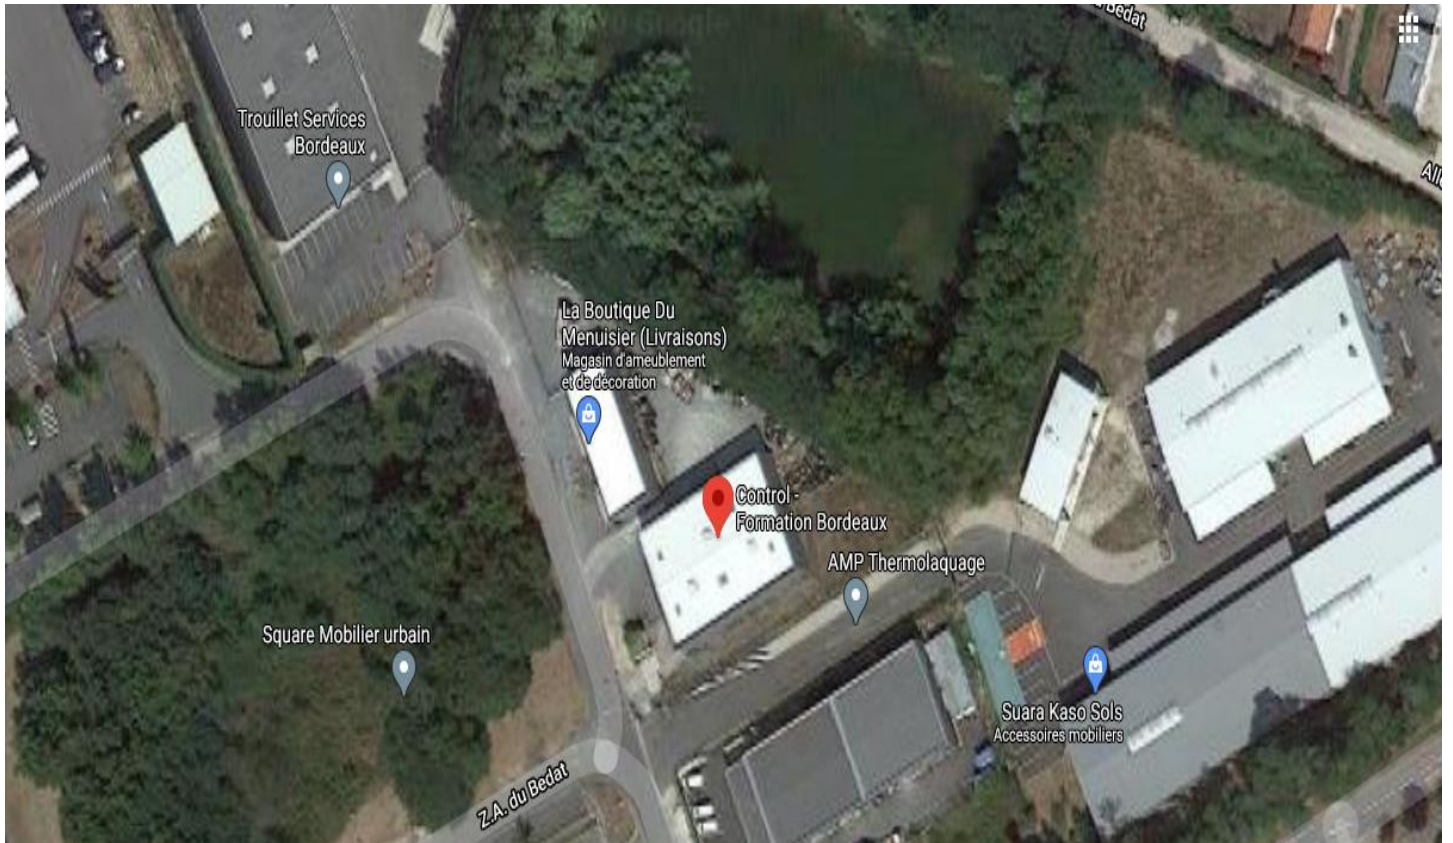 u Bedat
Trouillet Services
Bordeaux
All
La Boutique Du
Menuisier (Livraisons)
Magasin d'ameublement
et de décoration
Control -
Formation Bordeaux
AMP Thermolaquage
Square Mobilier urbain
Suara Kaso Sols
Accessoires mobiliers
Z.A. du Bedat